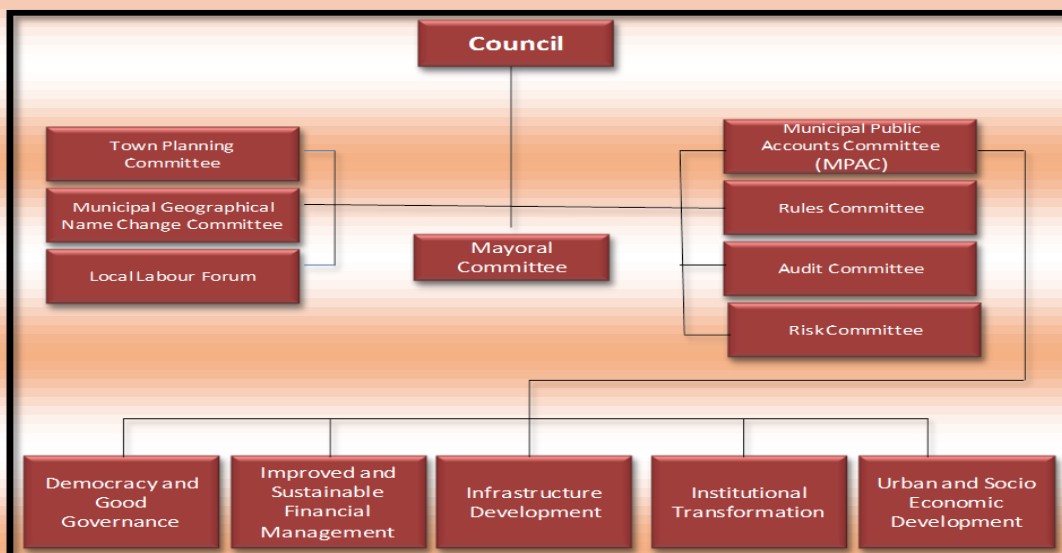 Council
Town Planning
Committee
Municipal Geographical
Name Change Committee
Local Labour Forum
Mayoral
Committee
Municipal Public
Accounts Committee
(MPAC)
Rules Committee
Audit Committee
Risk Committee
Democracy and
Good
Governance
Improved and
Sustainable
Financial
Management
Infrastructure
Development
Institutional
Transformation
Urban and Socio
Economic
Development